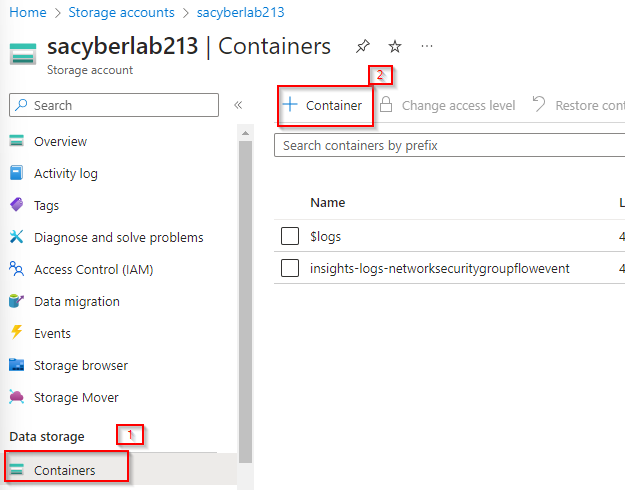 Home > Storage accounts > sacyberlab213
sacyberlab213 | Containers
Storage account
2
Search
+ Container
Change access level
Restore cont
Search containers by prefix
Overview
Activity log
Tags
Diagnose and solve problems
Access Control (IAM)
Data migration
Events
Storage browser
Storage Mover
Data storage
1
Containers
Name
L
$logs
4
insights-logs-networksecuritygroupflowevent
4